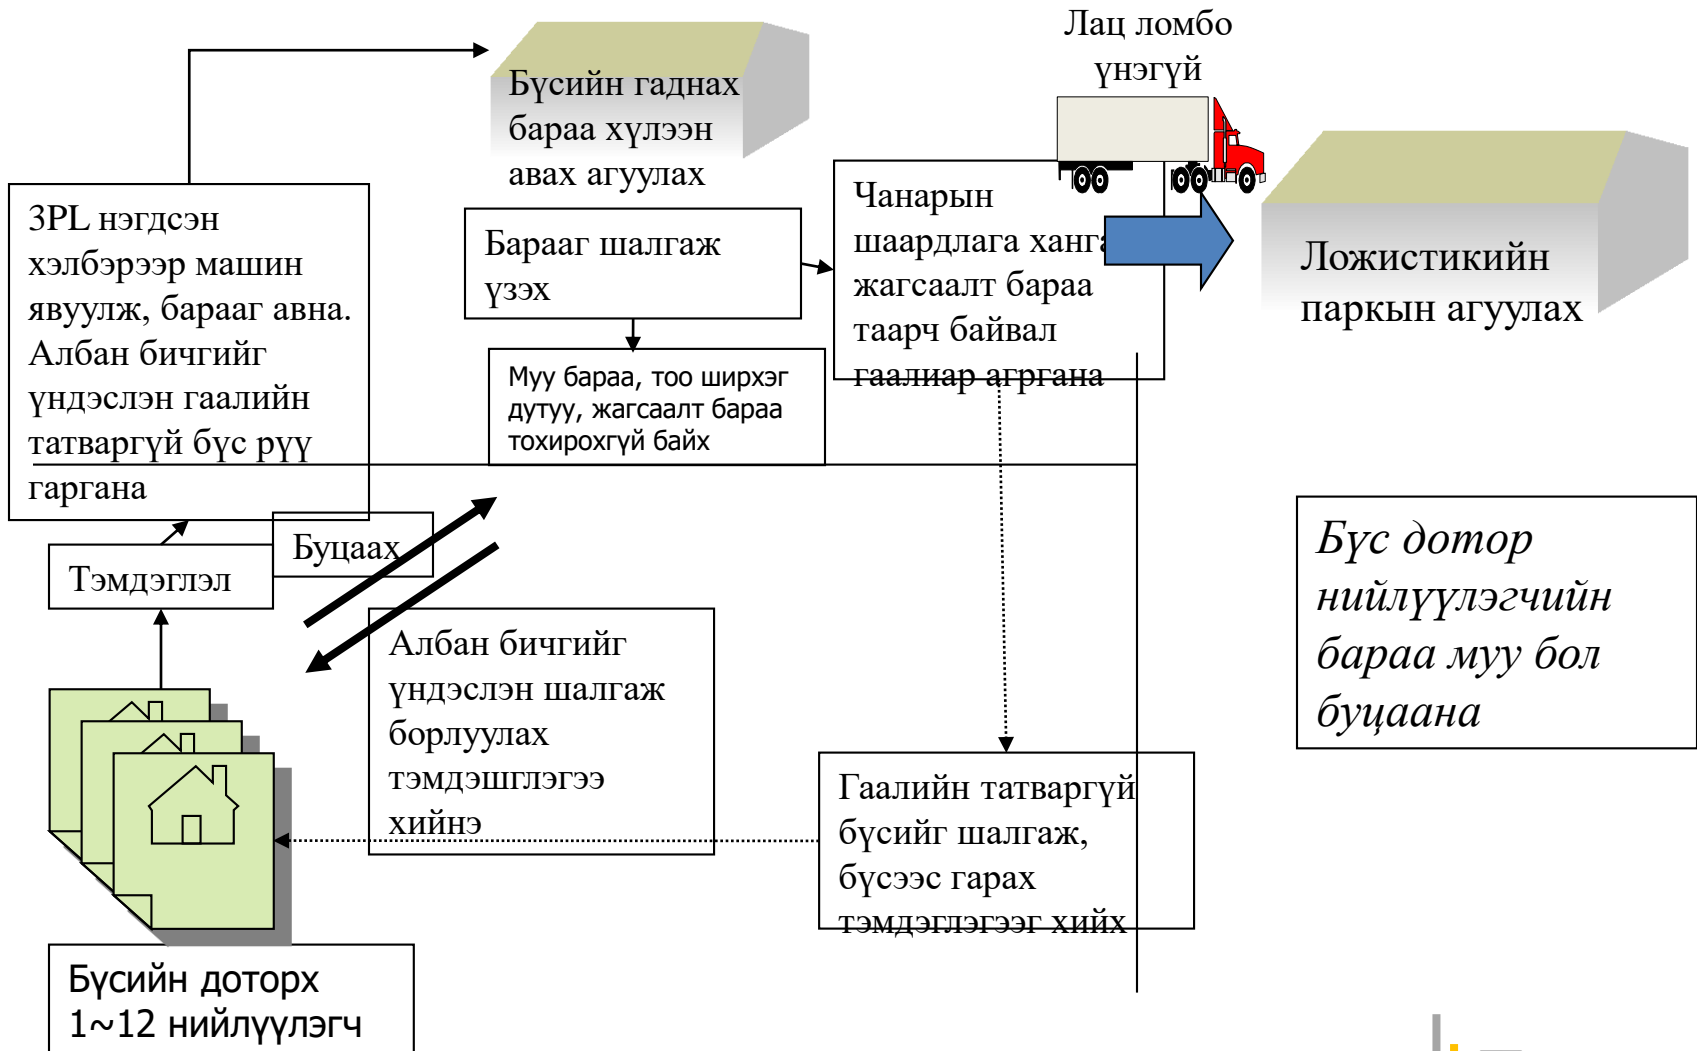 Лац ломбо
үнэгүй
Бүсийн гаднах
бараа хүлээн
авах агуулах
3PL нэгдсэн
хэлбэрээр машин
явуулж, барааг авна.
Албан бичгийг
үндэслэн гаалийн
татваргүй бүс рүү
гаргана
Барааг шалгаж
үзэх
Чанарын
шаардлага ханга
жагсаалт бараа
таарч байвал
гаалиар агргана
Ложистикийн
паркын агуулах
Муу бараа, тоо ширхэг
дутуу, жагсаалт бараа
тохирохгүй байх
Буцаах
Тэмдэглэл
Бүс дотор
нийлүүлэгчийн
бараа муу бол
буцаана
Албан бичгийг
үндэслэн шалгаж
борлуулах
тэмдэшглэгээ
хийнэ
Гаалийн татваргүй
бүсийг шалгаж,
бүсээс гарах
тэмдэглэгээг хийх
Бүсийн доторх
1~12 нийлүүлэгч